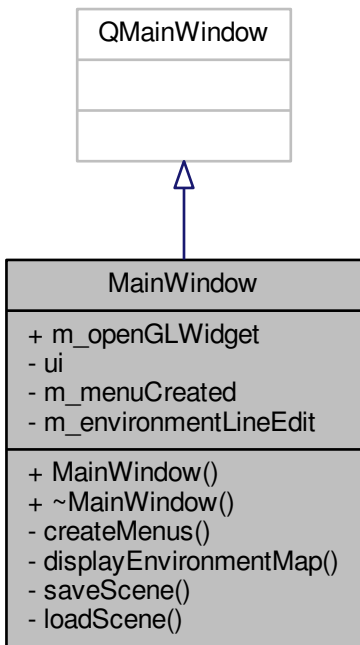 QMainWindow
MainWindow
+ m_openGLWidget
- ui
- m_menuCreated
- m_environmentLineEdit
+ MainWindow()
+ ~MainWindow()
- createMenus()
- displayEnvironmentMap()
- saveScene()
- loadScene()